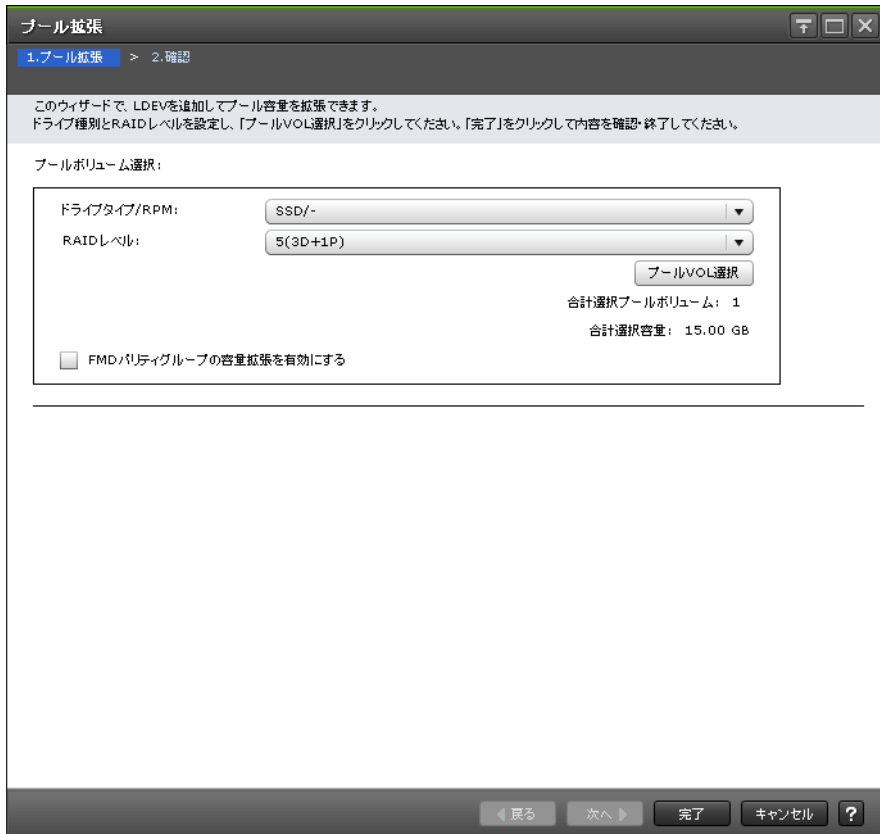 プール拡張
1.プール拡張 > 2.確認
このウィザードで、LDEVを追加してプール容量を拡張できます。
ドライブ種別とRAIDレベルを設定し、「プールVOL選択」をクリックしてください。「完了」をクリックして内容を確認・終了してください。
プールボリューム選択:
ドライブタイプ/RPM: SSD/-
RAIDレベル: 5(3D+1P)
プールVOL選択
合計選択プールボリューム: 1
合計選択容量: 15.00 GB
FMDパリティグループの容量拡張を有効にする
戻る 次へ 完了 キャンセル ?